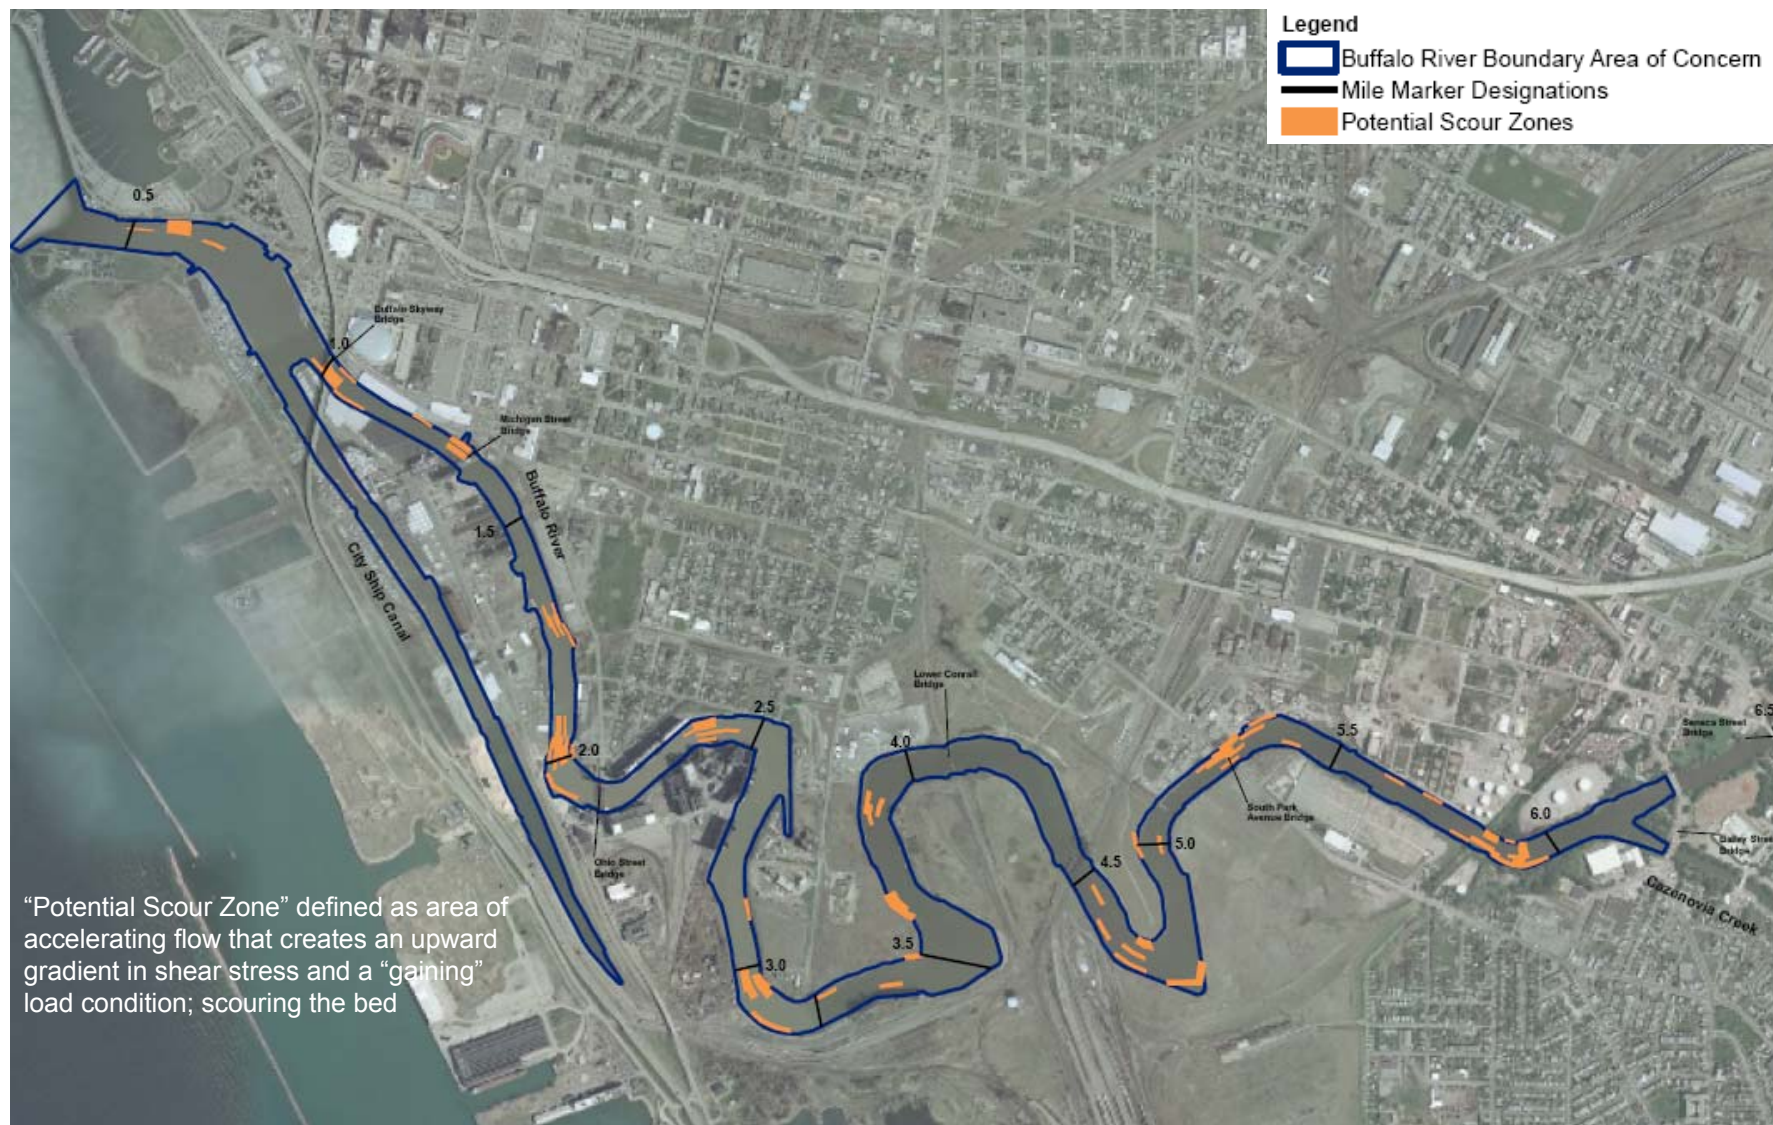 Legend
Buffalo River Boundary Area of Concern
Mile Marker Designations
Potential Scour Zones
0.5
Buffalo Skyway
Bridge
1.0
Michigan Street
Bridge
Buffalo River
1.5
City Ship Canal
2.0
2.5
Ohio Street
Bridge
Lower Conrail
Bridge
4.0
3.5
3.0
4.5
5.0
5.5
South Park
Avenue Bridge
6.0
6.5
Seneca Street
Bridge
Bailey Stre
Bridge
Cazenovia Creek
“Potential Scour Zone” defined as area of
accelerating flow that creates an upward
gradient in shear stress and a “gaining”
load condition; scouring the bed